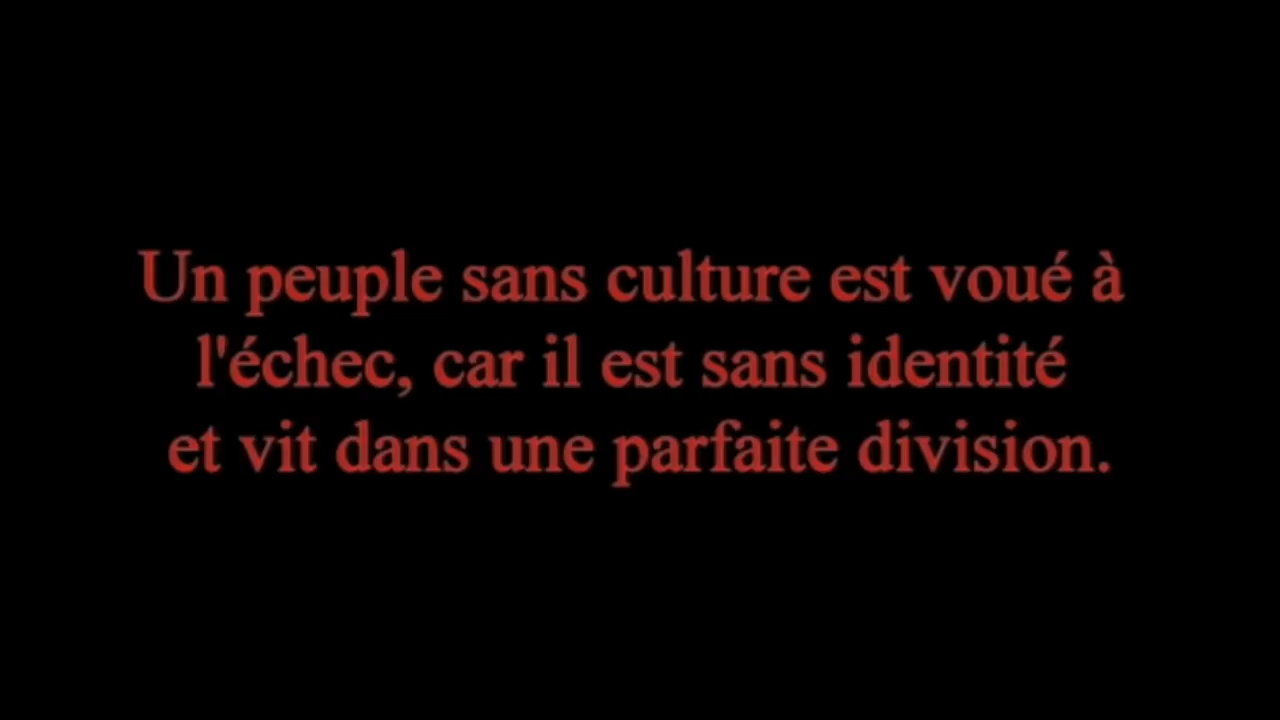 Un peuple sans culture est voué à
l'échec, car il est sans identité
et vit dans une parfaite division.